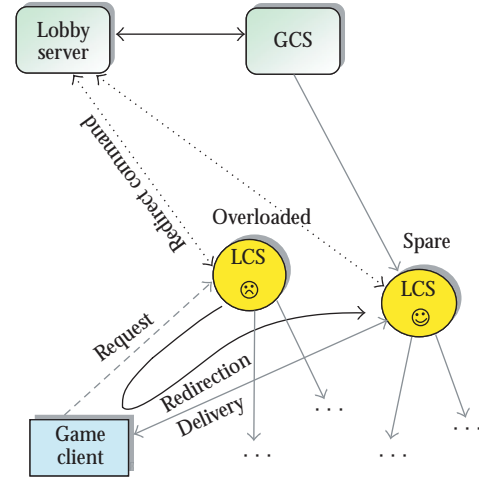 Lobby
server
GCS
Redirect command
Overloaded
LCS
Spare
LCS
Request
Redirection
Delivery
Game
client
. . .
. . .
. . .
. . .